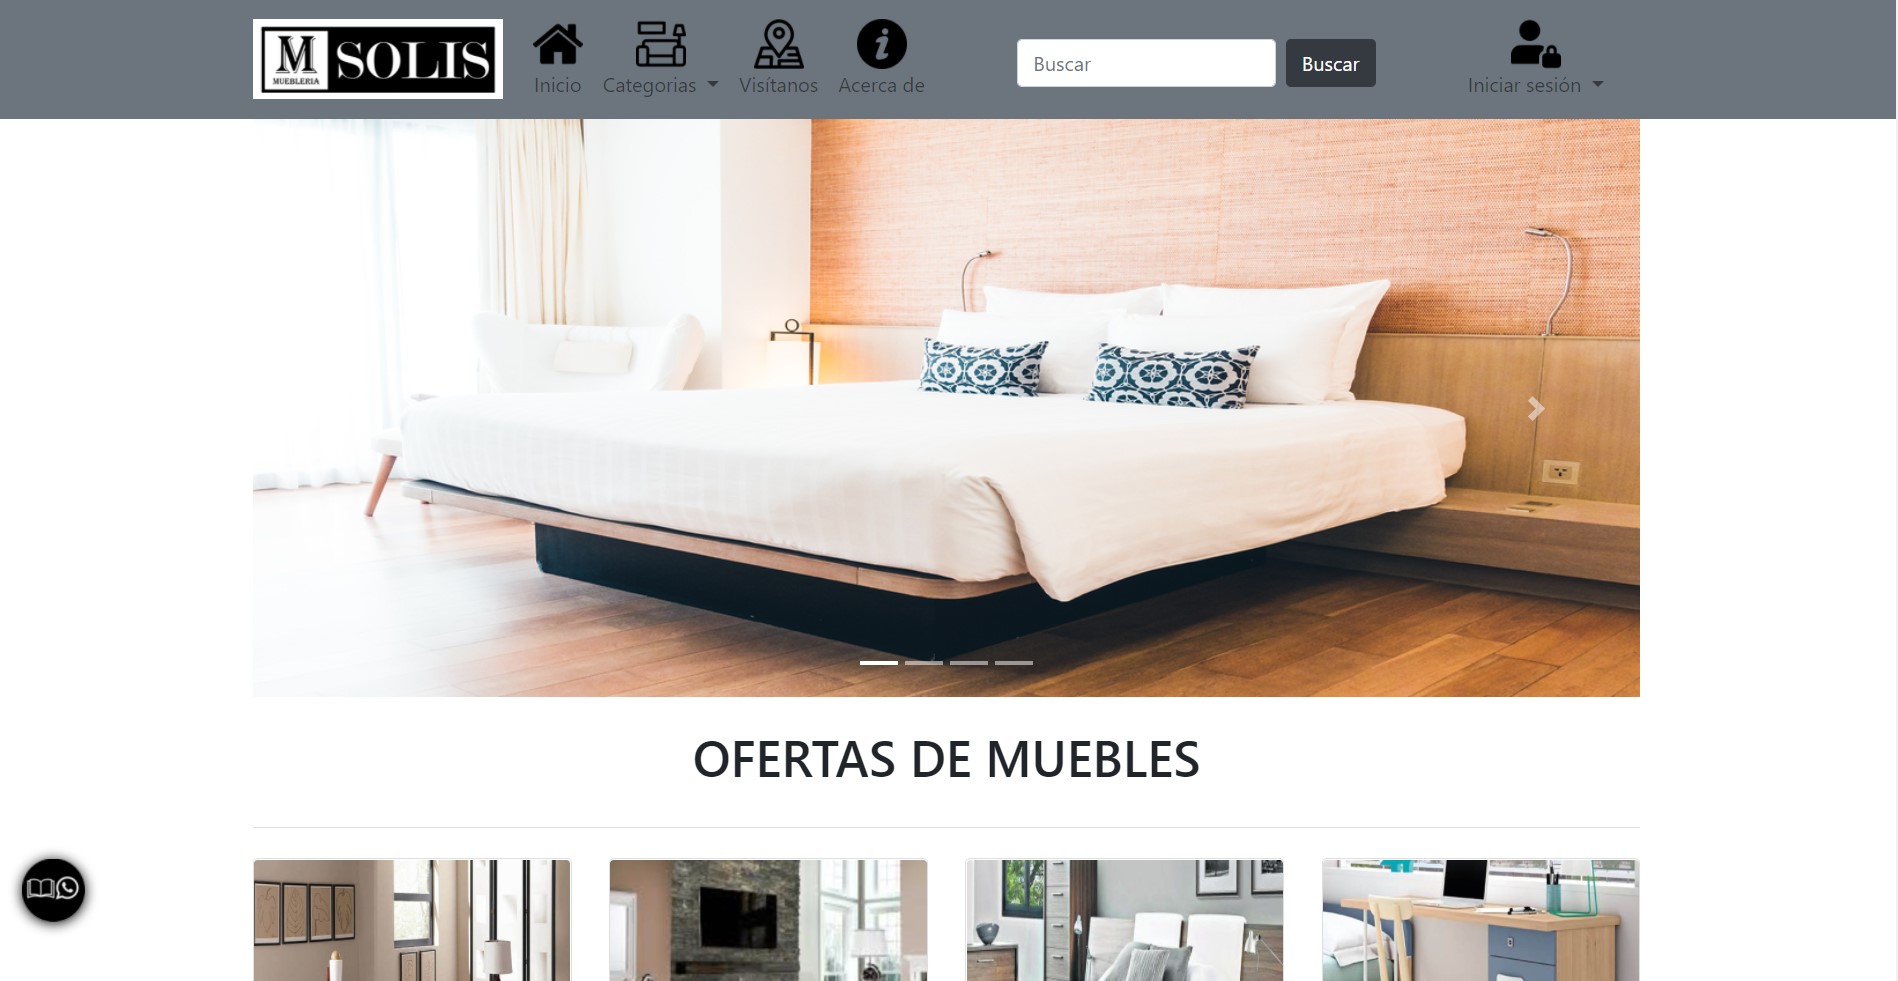 M SOLIS
MUEBLERIA
Inicio
Categorias
Visítanos
Acerca de
Buscar
Buscar
Iniciar sesión
OFERTAS DE MUEBLES